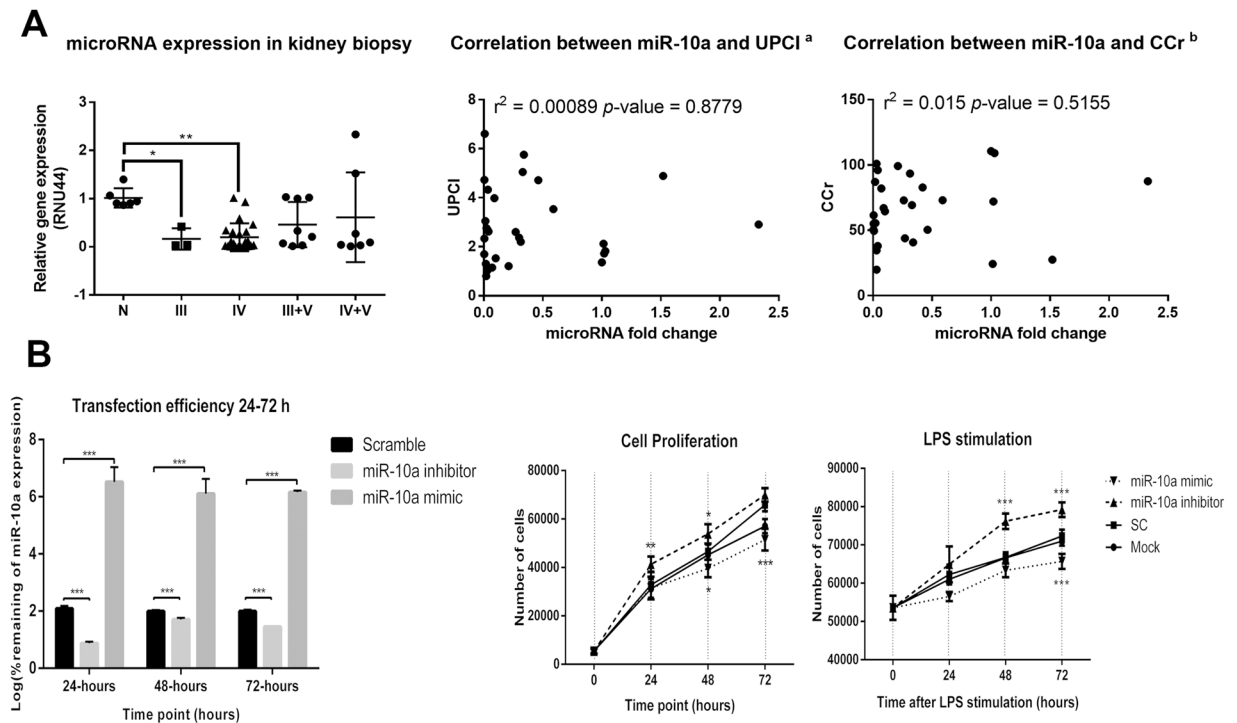 A
microRNA expression in kidney biopsy
Relative gene expression
(RNU44)
3
2
1
0
-1
*
**
N III IV III+V IV+V
Correlation between miR-10a and UPCI a
r2 = 0.00089 p-value = 0.8779
UPCI
8
6
4
2
0
0.0 0.5 1.0 1.5 2.0 2.5
microRNA fold change
Correlation between miR-10a and CCr b
r2 = 0.015 p-value = 0.5155
CCr
150
100
50
0
0.0 0.5 1.0 1.5 2.0 2.5
microRNA fold change
B
Transfection efficiency 24-72 h
Log(% remaining of miR-10a expression)
8
6
4
2
0
*** *** ***
*** *** ***
24-hours 48-hours 72-hours
Time point (hours)
Scramble
miR-10a inhibitor
miR-10a mimic
Cell Proliferation
Number of cells
80000
60000
40000
20000
0
**
*
*
***
0 24 48 72
Time point (hours)
LPS stimulation
Number of cells
90000
80000
70000
60000
50000
40000
*** ***
***
0 24 48 72
Time after LPS stimulation (hours)
miR-10a mimic
miR-10a inhibitor
SC
Mock